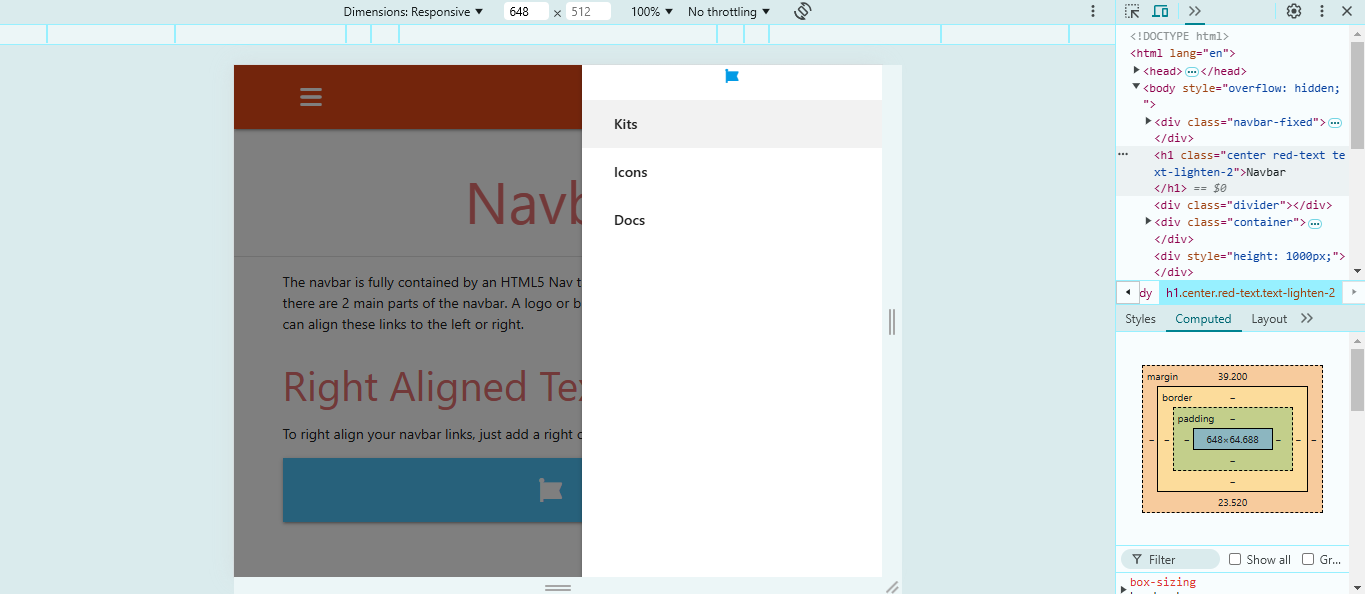 Dimensions: Responsive 648 × 512 100% No throttling
Navb
The navbar is fully contained by an HTML5 Nav t
there are 2 main parts of the navbar. A logo or b
can align these links to the left or right.
Right Aligned Tex
To right align your navbar links, just add a right c
Kits
Icons
Docs
<!DOCTYPE html>
<html lang="en">
<head> ⋯ </head>
<body style="overflow: hidden;
">
<div class="navbar-fixed"> ⋯
</div>
<h1 class="center red-text te
xt-lighten-2">Navbar
</h1> == $0
<div class="divider"></div>
<div class="container"> ⋯
</div>
<div style="height: 1000px;">
</div>
dy h1.center.red-text.text-lighten-2
Styles Computed Layout
margin 39.200
border –
padding –
– – – 648×64.688 – – –
–
–
23.520
Filter Show all Gr...
box-sizing